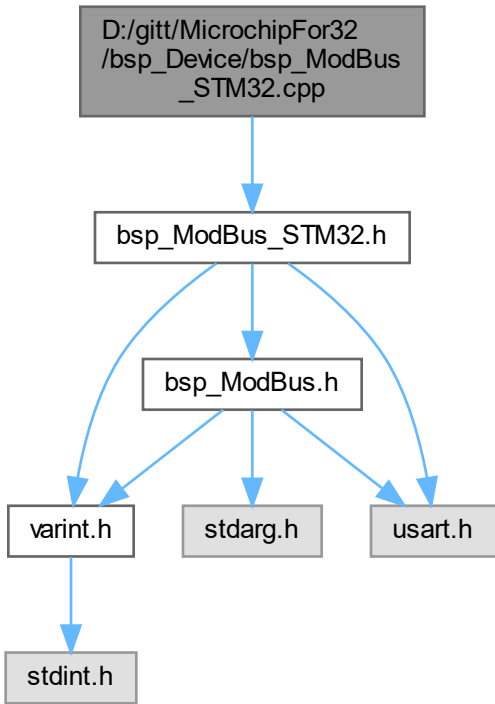 D:/gitt/MicrochipFor32
/bsp_Device/bsp_ModBus
_STM32.cpp
bsp_ModBus_STM32.h
bsp_ModBus.h
varint.h
stdarg.h
usart.h
stdint.h